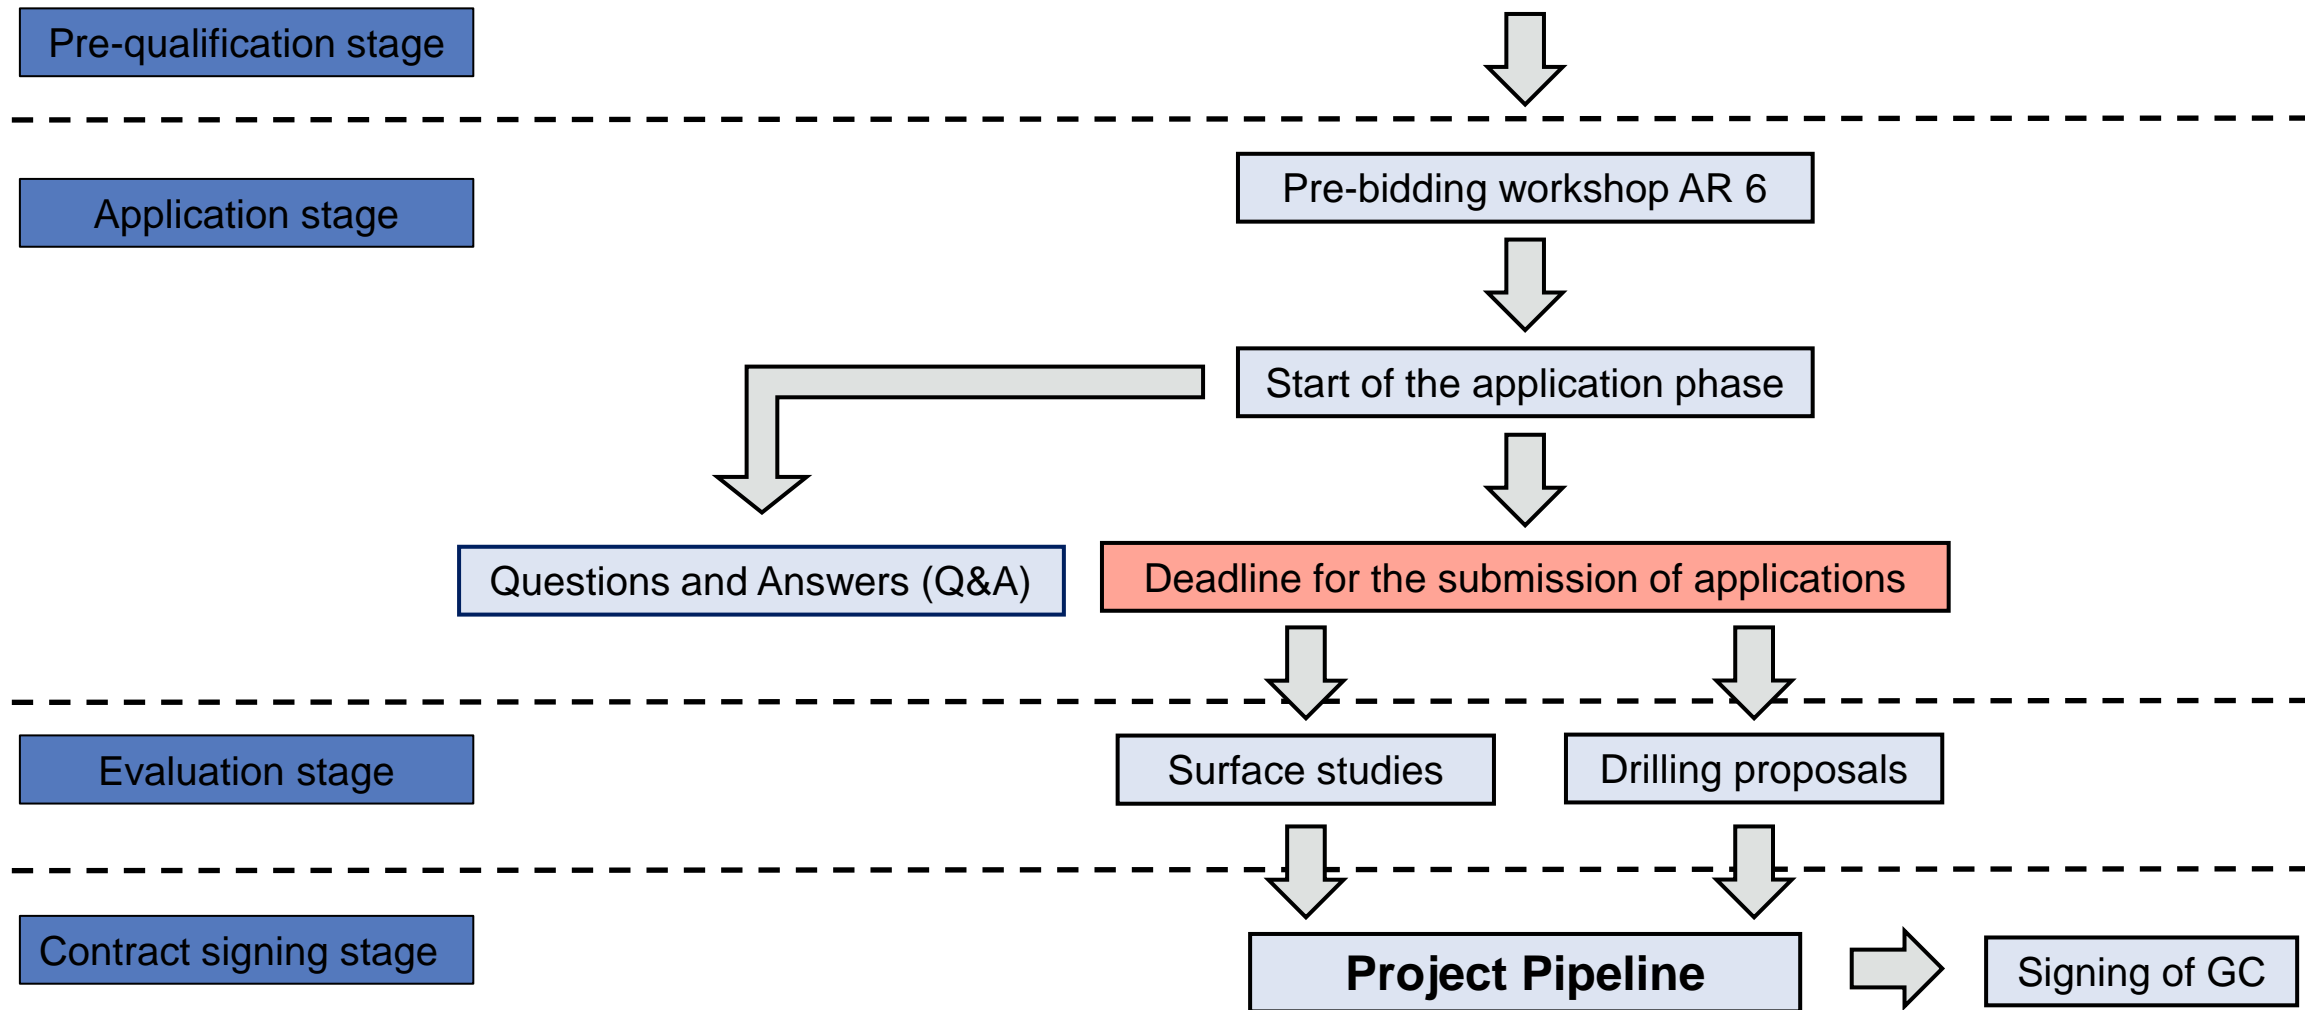 Pre-qualification stage
Application stage
Pre-bidding workshop AR 6
Start of the application phase
Questions and Answers (Q&A)
Deadline for the submission of applications
Evaluation stage
Surface studies
Drilling proposals
Contract signing stage
Project Pipeline
Signing of GC